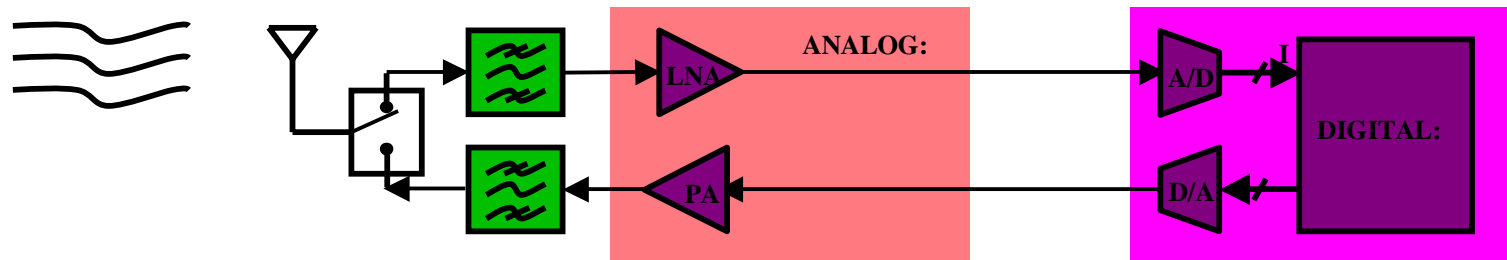 LNA
ANALOG:
A/D
I
DIGITAL:
PA
D/A